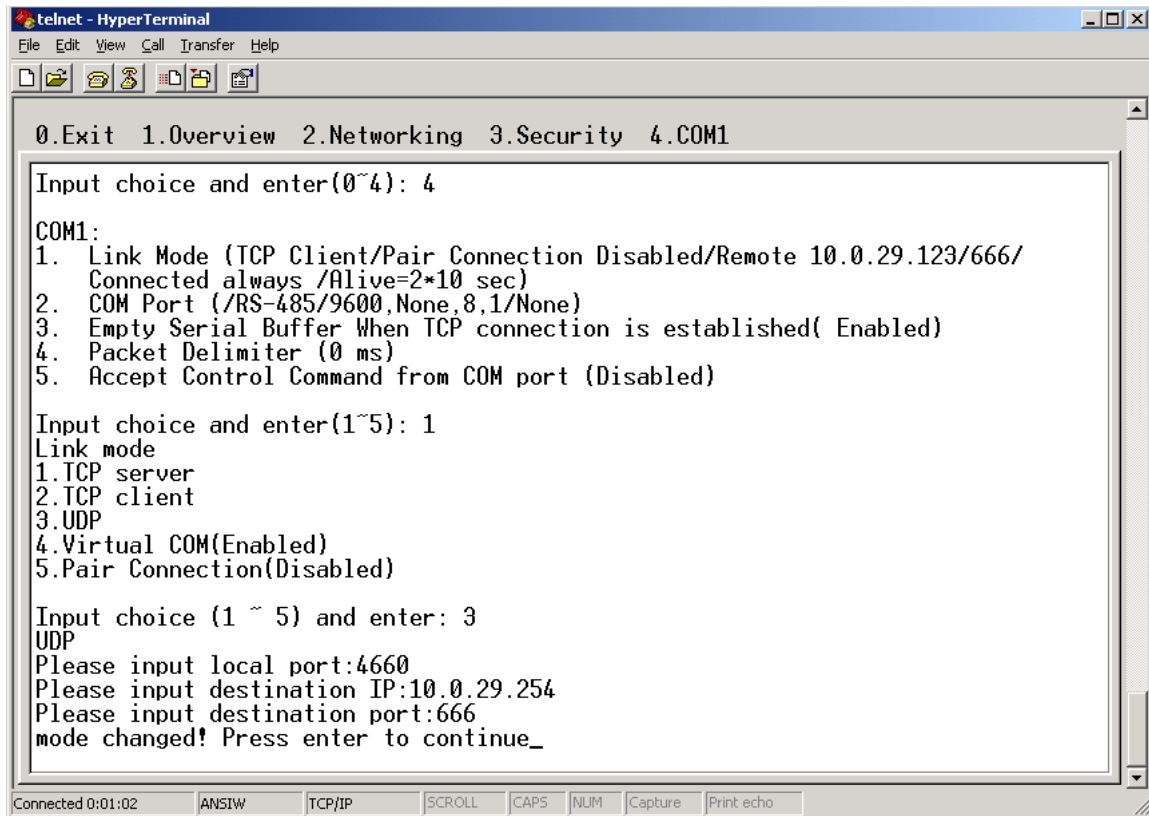 telnet - HyperTerminal
File Edit View Call Transfer Help
0.Exit 1.Overview 2.Networking 3.Security 4.COM1
Input choice and enter(0~4): 4
COM1:
1. Link Mode (TCP Client/Pair Connection Disabled/Remote 10.0.29.123/666/
Connected always /Alive=2*10 sec)
2. COM Port (/RS-485/9600,None,8,1/None)
3. Empty Serial Buffer When TCP connection is established( Enabled)
4. Packet Delimiter (0 ms)
5. Accept Control Command from COM port (Disabled)
Input choice and enter(1~5): 1
Link mode
1.TCP server
2.TCP client
3.UDP
4.Virtual COM(Enabled)
5.Pair Connection(Disabled)
Input choice (1 ~ 5) and enter: 3
UDP
Please input local port:4660
Please input destination IP:10.0.29.254
Please input destination port:666
mode changed! Press enter to continue_
Connected 0:01:02 ANSIW TCP/IP SCROLL CAPS NUM Capture Print echo